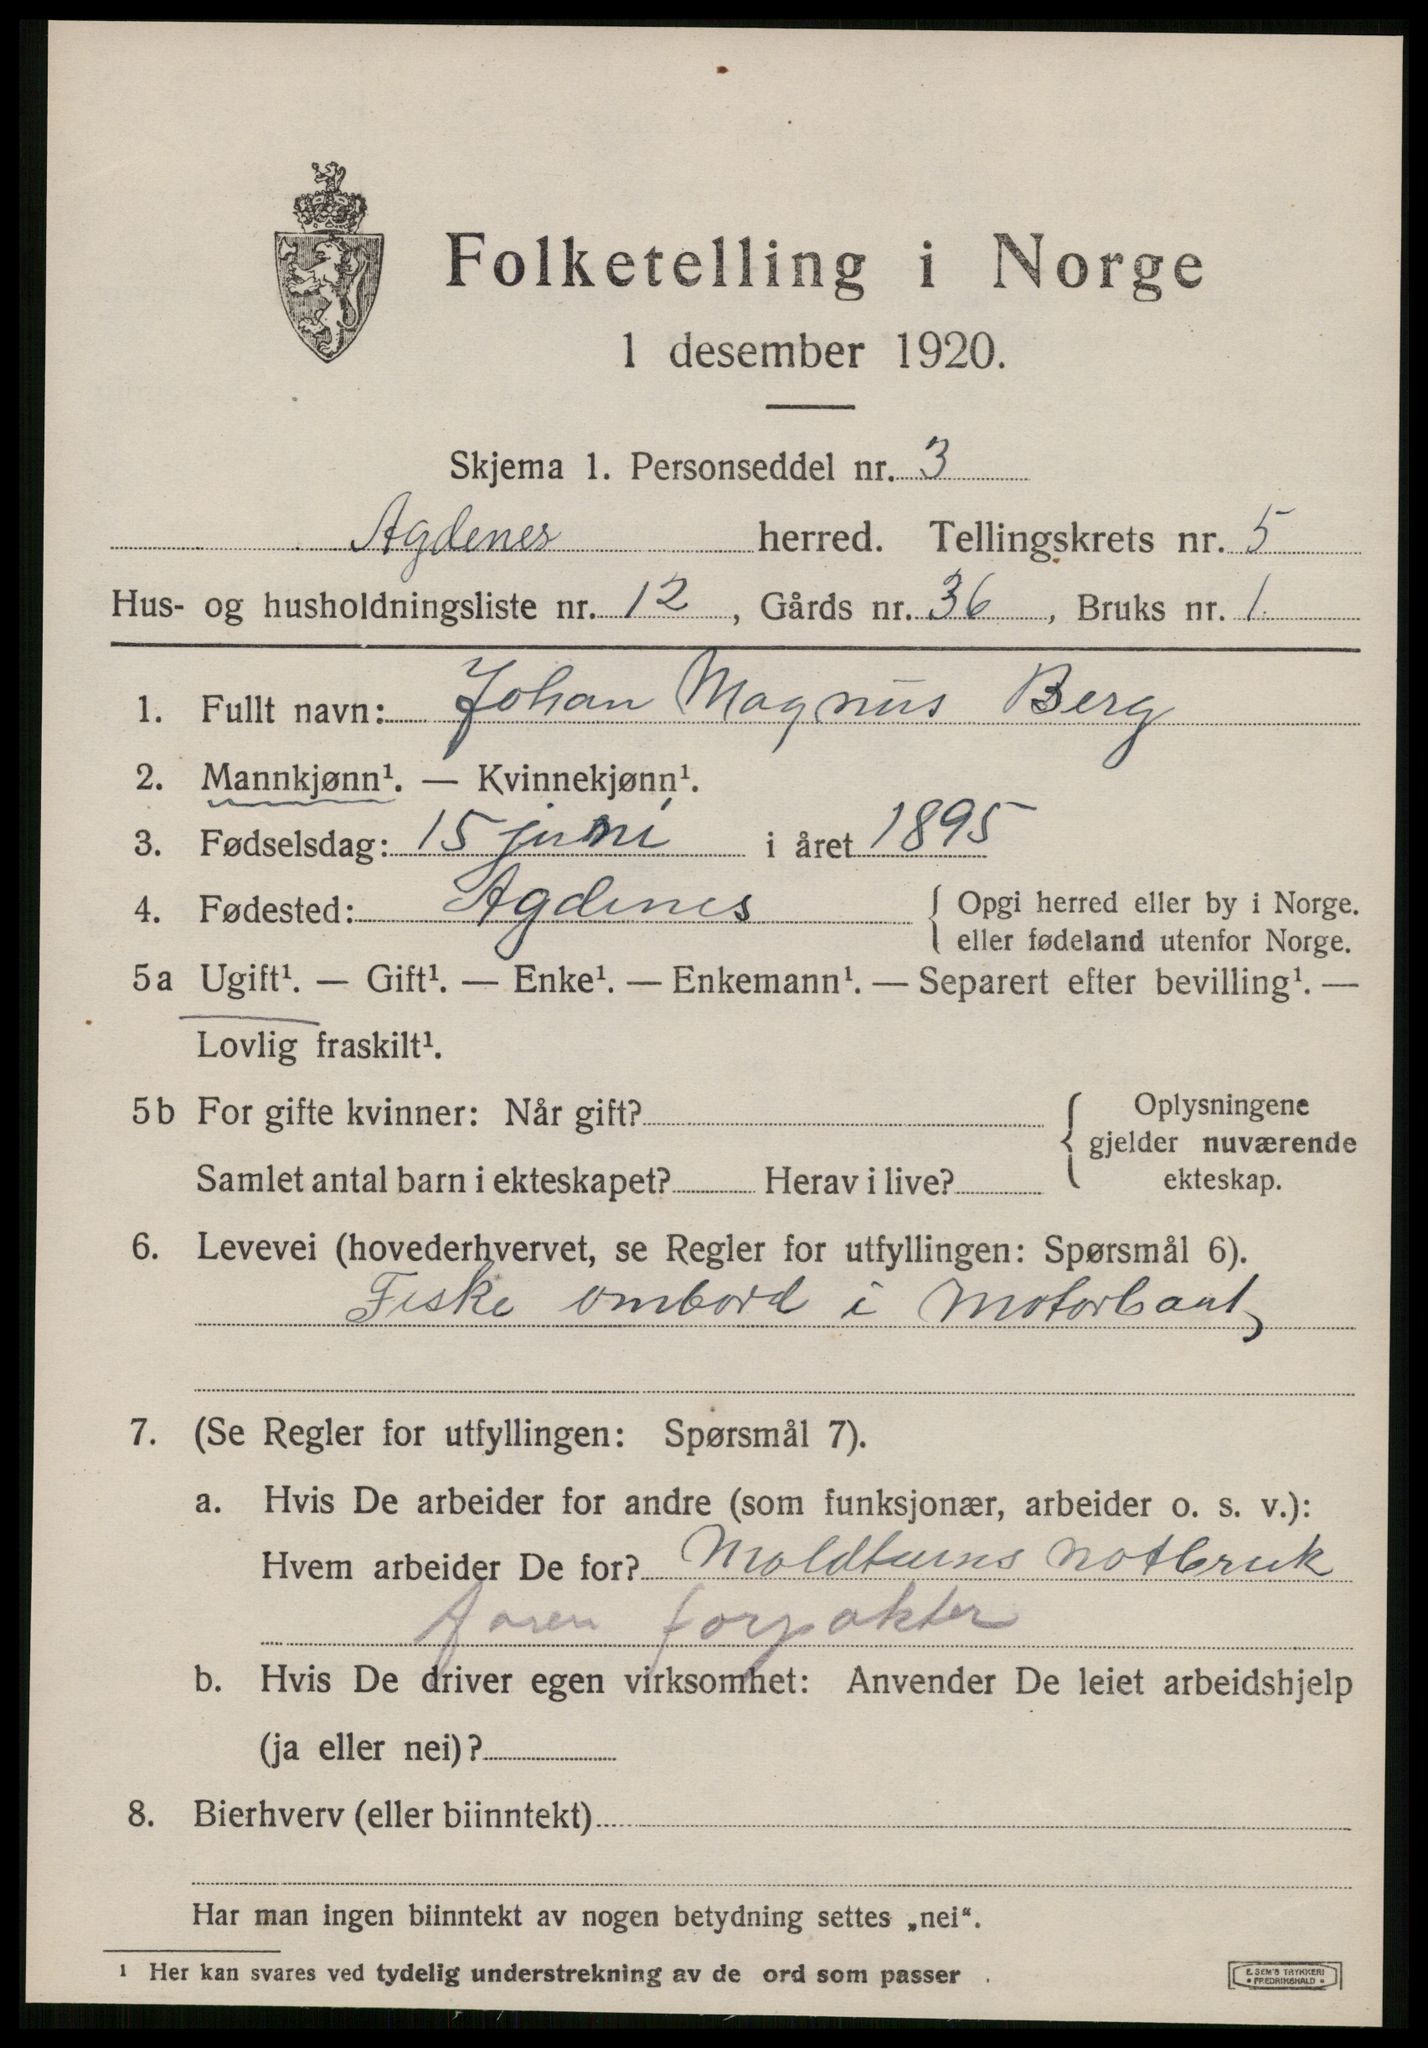 Folketelling i Norge
1 desember 1920.
Skjema 1. Personseddel nr. 3
Agdenes herred. Tellingskrets nr. 5
Hus- og husholdningsliste nr. 12, Gårds nr. 36, Bruks nr. 1
1. Fullt navn: Johan Magnus Berg
2. Mannkjønn¹. — Kvinnekjønn¹.
3. Fødselsdag: 15 juni i året 1895
4. Fødested: Agdenes { Opgi herred eller by i Norge.
eller fødeland utenfor Norge.
5a Ugift¹. — Gift¹. — Enke¹. — Enkemann¹. — Separert efter bevilling¹. —
Lovlig fraskilt¹.
5b For gifte kvinner: Når gift? { Oplysningene
gjelder nuværende
Samlet antal barn i ekteskapet? Herav i live? ekteskap.
6. Levevei (hovederhvervet, se Regler for utfyllingen: Spørsmål 6).
Fiske ombord i Motorbaat,
7. (Se Regler for utfyllingen: Spørsmål 7).
a. Hvis De arbeider for andre (som funksjonær, arbeider o. s. v.):
Hvem arbeider De for? notbruk
faren forpakter
b. Hvis De driver egen virksomhet: Anvender De leiet arbeidshjelp
(ja eller nei)?
8. Bierhverv (eller biinntekt)
Har man ingen biinntekt av nogen betydning settes „nei“.
¹ Her kan svares ved tydelig understrekning av de ord som passer .
E. SEM'S TRYKKERI
• FREDRIKSHALD •